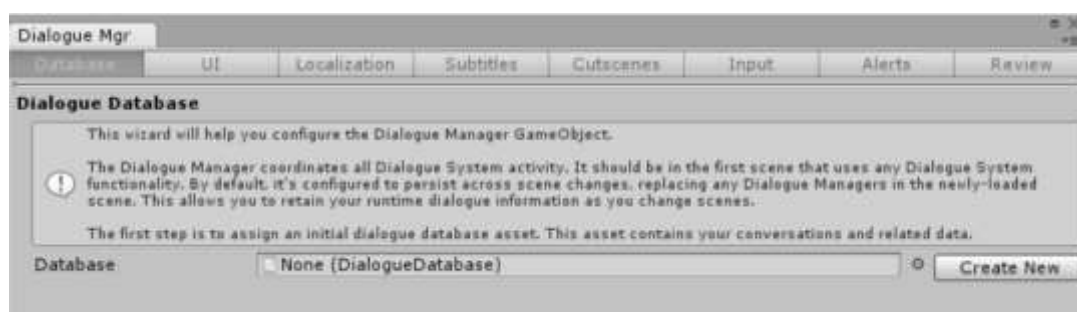 Dialogue Mgr
Database UI Localization Subtitles Cutscenes Input Alerts Review
Dialogue Database
This wizard will help you configure the Dialogue Manager GameObject.
The Dialogue Manager coordinates all Dialogue System activity. It should be in the first scene that uses any Dialogue System
functionality. By default, it's configured to persist across scene changes, replacing any Dialogue Managers in the newly-loaded
scene. This allows you to retain your runtime dialogue information as you change scenes.
The first step is to assign an initial dialogue database asset. This asset contains your conversations and related data.
Database None (DialogueDatabase) Create New